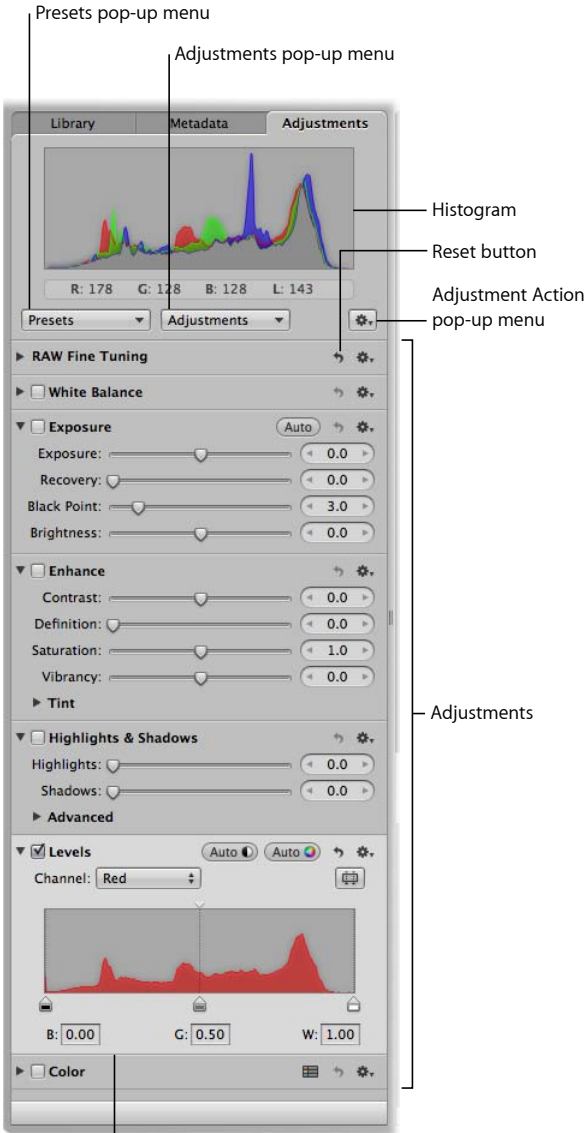 Presets pop-up menu
Adjustments pop-up menu
Library Metadata Adjustments
Histogram
Reset button
R: 178 G: 128 B: 128 L: 143
Adjustment Action
pop-up menu
Presets Adjustments
RAW Fine Tuning
White Balance
Exposure Auto
Exposure: 0.0
Recovery: 0.0
Black Point: 3.0
Brightness: 0.0
Enhance
Contrast: 0.0
Definition: 0.0
Saturation: 1.0
Vibrancy: 0.0
Tint
Adjustments
Highlights & Shadows
Highlights: 0.0
Shadows: 0.0
Advanced
Levels Auto Auto
Channel: Red
B: 0.00 G: 0.50 W: 1.00
Color